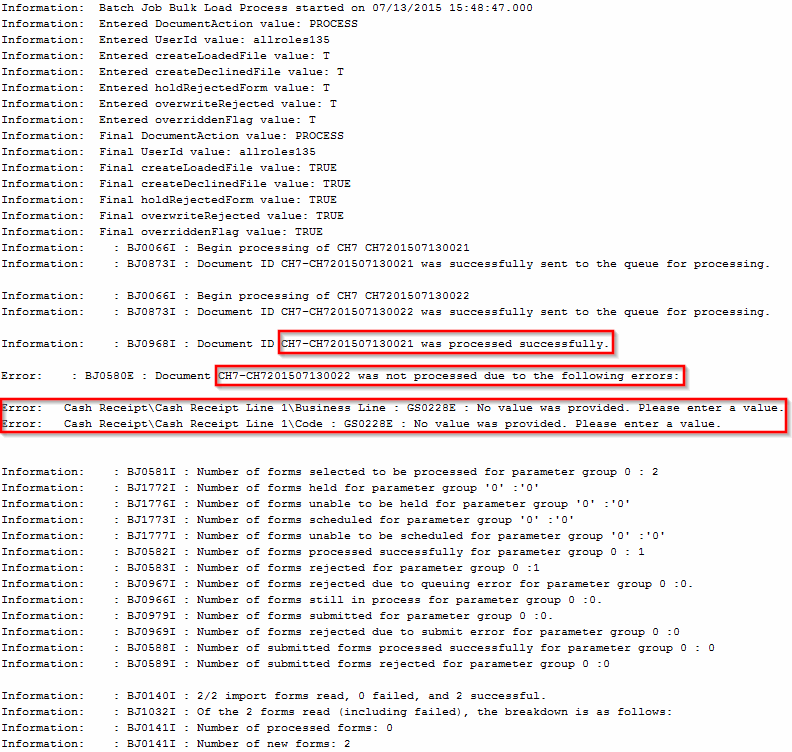 Information:  Batch Job Bulk Load Process started on 07/13/2015 15:48:47.000
Information:  Entered DocumentAction value: PROCESS
Information:  Entered UserId value: allroles135
Information:  Entered createLoadedFile value: T
Information:  Entered createDeclinedFile value: T
Information:  Entered holdRejectedForm value: T
Information:  Entered overwriteRejected value: T
Information:  Entered overriddenFlag value: T
Information:  Final DocumentAction value: PROCESS
Information:  Final UserId value: allroles135
Information:  Final createLoadedFile value: TRUE
Information:  Final createDeclinedFile value: TRUE
Information:  Final holdRejectedForm value: TRUE
Information:  Final overwriteRejected value: TRUE
Information:  Final overriddenFlag value: TRUE
Information:    : BJ0066I : Begin processing of CH7 CH7201507130021
Information:    : BJ0873I : Document ID CH7-CH7201507130021 was successfully sent to the queue for processing.
Information:    : BJ0066I : Begin processing of CH7 CH7201507130022
Information:    : BJ0873I : Document ID CH7-CH7201507130022 was successfully sent to the queue for processing.
Information:    : BJ0968I : Document ID CH7-CH7201507130021 was processed successfully.
Error:    : BJ0580E : Document CH7-CH7201507130022 was not processed due to the following errors:
Error:   Cash Receipt\Cash Receipt Line 1\Business Line : GS0228E : No value was provided. Please enter a value.
Error:   Cash Receipt\Cash Receipt Line 1\Code : GS0228E : No value was provided. Please enter a value.
Information:    : BJ0581I : Number of forms selected to be processed for parameter group 0 : 2
Information:    : BJ1772I : Number of forms held for parameter group '0' :'0'
Information:    : BJ1776I : Number of forms unable to be held for parameter group '0' :'0'
Information:    : BJ1773I : Number of forms scheduled for parameter group '0' :'0'
Information:    : BJ1777I : Number of forms unable to be scheduled for parameter group '0' :'0'
Information:    : BJ0582I : Number of forms processed successfully for parameter group 0 : 1
Information:    : BJ0583I : Number of forms rejected for parameter group 0 :1
Information:    : BJ0967I : Number of forms rejected due to queuing error for parameter group 0 :0.
Information:    : BJ0966I : Number of forms still in process for parameter group 0 :0.
Information:    : BJ0979I : Number of forms submitted for parameter group 0 :0.
Information:    : BJ0969I : Number of forms rejected due to submit error for parameter group 0 :0
Information:    : BJ0588I : Number of submitted forms processed successfully for parameter group 0 : 0
Information:    : BJ0589I : Number of submitted forms rejected for parameter group 0 :0
Information:    : BJ0140I : 2/2 import forms read, 0 failed, and 2 successful.
Information:    : BJ1032I : Of the 2 forms read (including failed), the breakdown is as follows:
Information:    : BJ0141I : Number of processed forms: 0
Information:    : BJ0141I : Number of new forms: 2